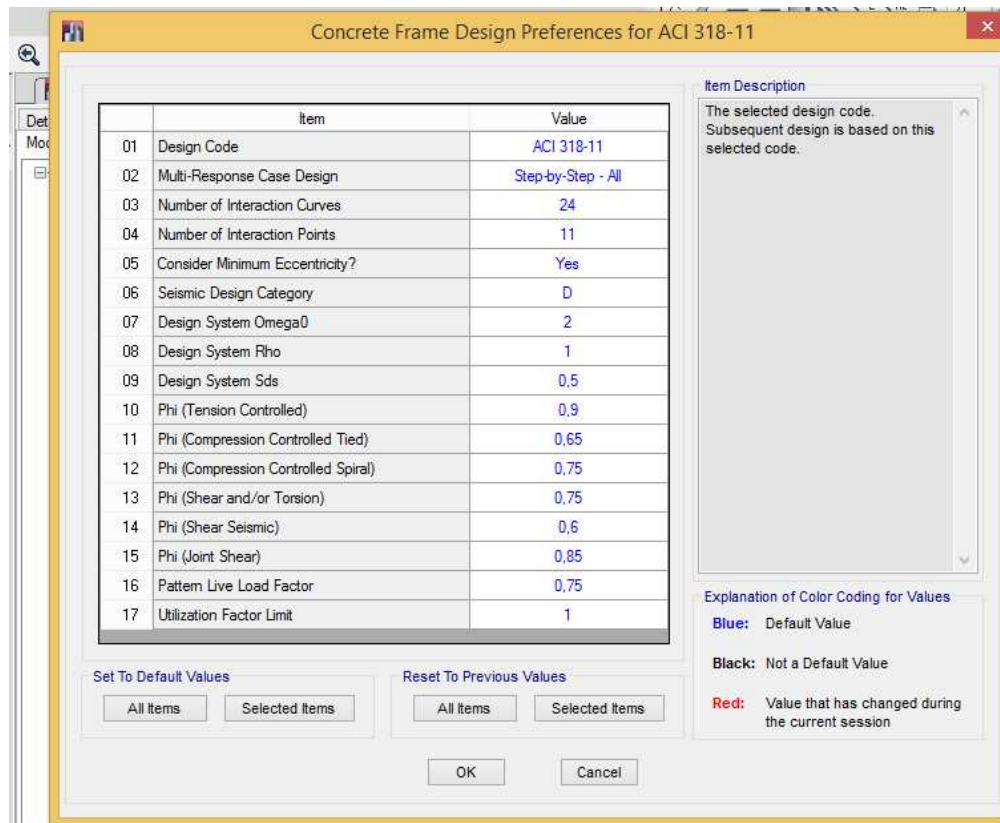 Concrete Frame Design Preferences for ACI 318-11
Det
Item Value
01 Design Code ACI 318-11
02 Multi-Response Case Design Step-by-Step - All
03 Number of Interaction Curves 24
04 Number of Interaction Points 11
05 Consider Minimum Eccentricity? Yes
06 Seismic Design Category D
07 Design System Omega0 2
08 Design System Rho 1
09 Design System Sds 0,5
10 Phi (Tension Controlled) 0,9
11 Phi (Compression Controlled Tied) 0,65
12 Phi (Compression Controlled Spiral) 0,75
13 Phi (Shear and/or Torsion) 0,75
14 Phi (Shear Seismic) 0,6
15 Phi (Joint Shear) 0,85
16 Pattern Live Load Factor 0,75
17 Utilization Factor Limit 1
Set To Default Values
All Items Selected Items
Reset To Previous Values
All Items Selected Items
OK Cancel
Item Description
The selected design code.
Subsequent design is based on this
selected code.
Explanation of Color Coding for Values
Blue: Default Value
Black: Not a Default Value
Red: Value that has changed during
the current session